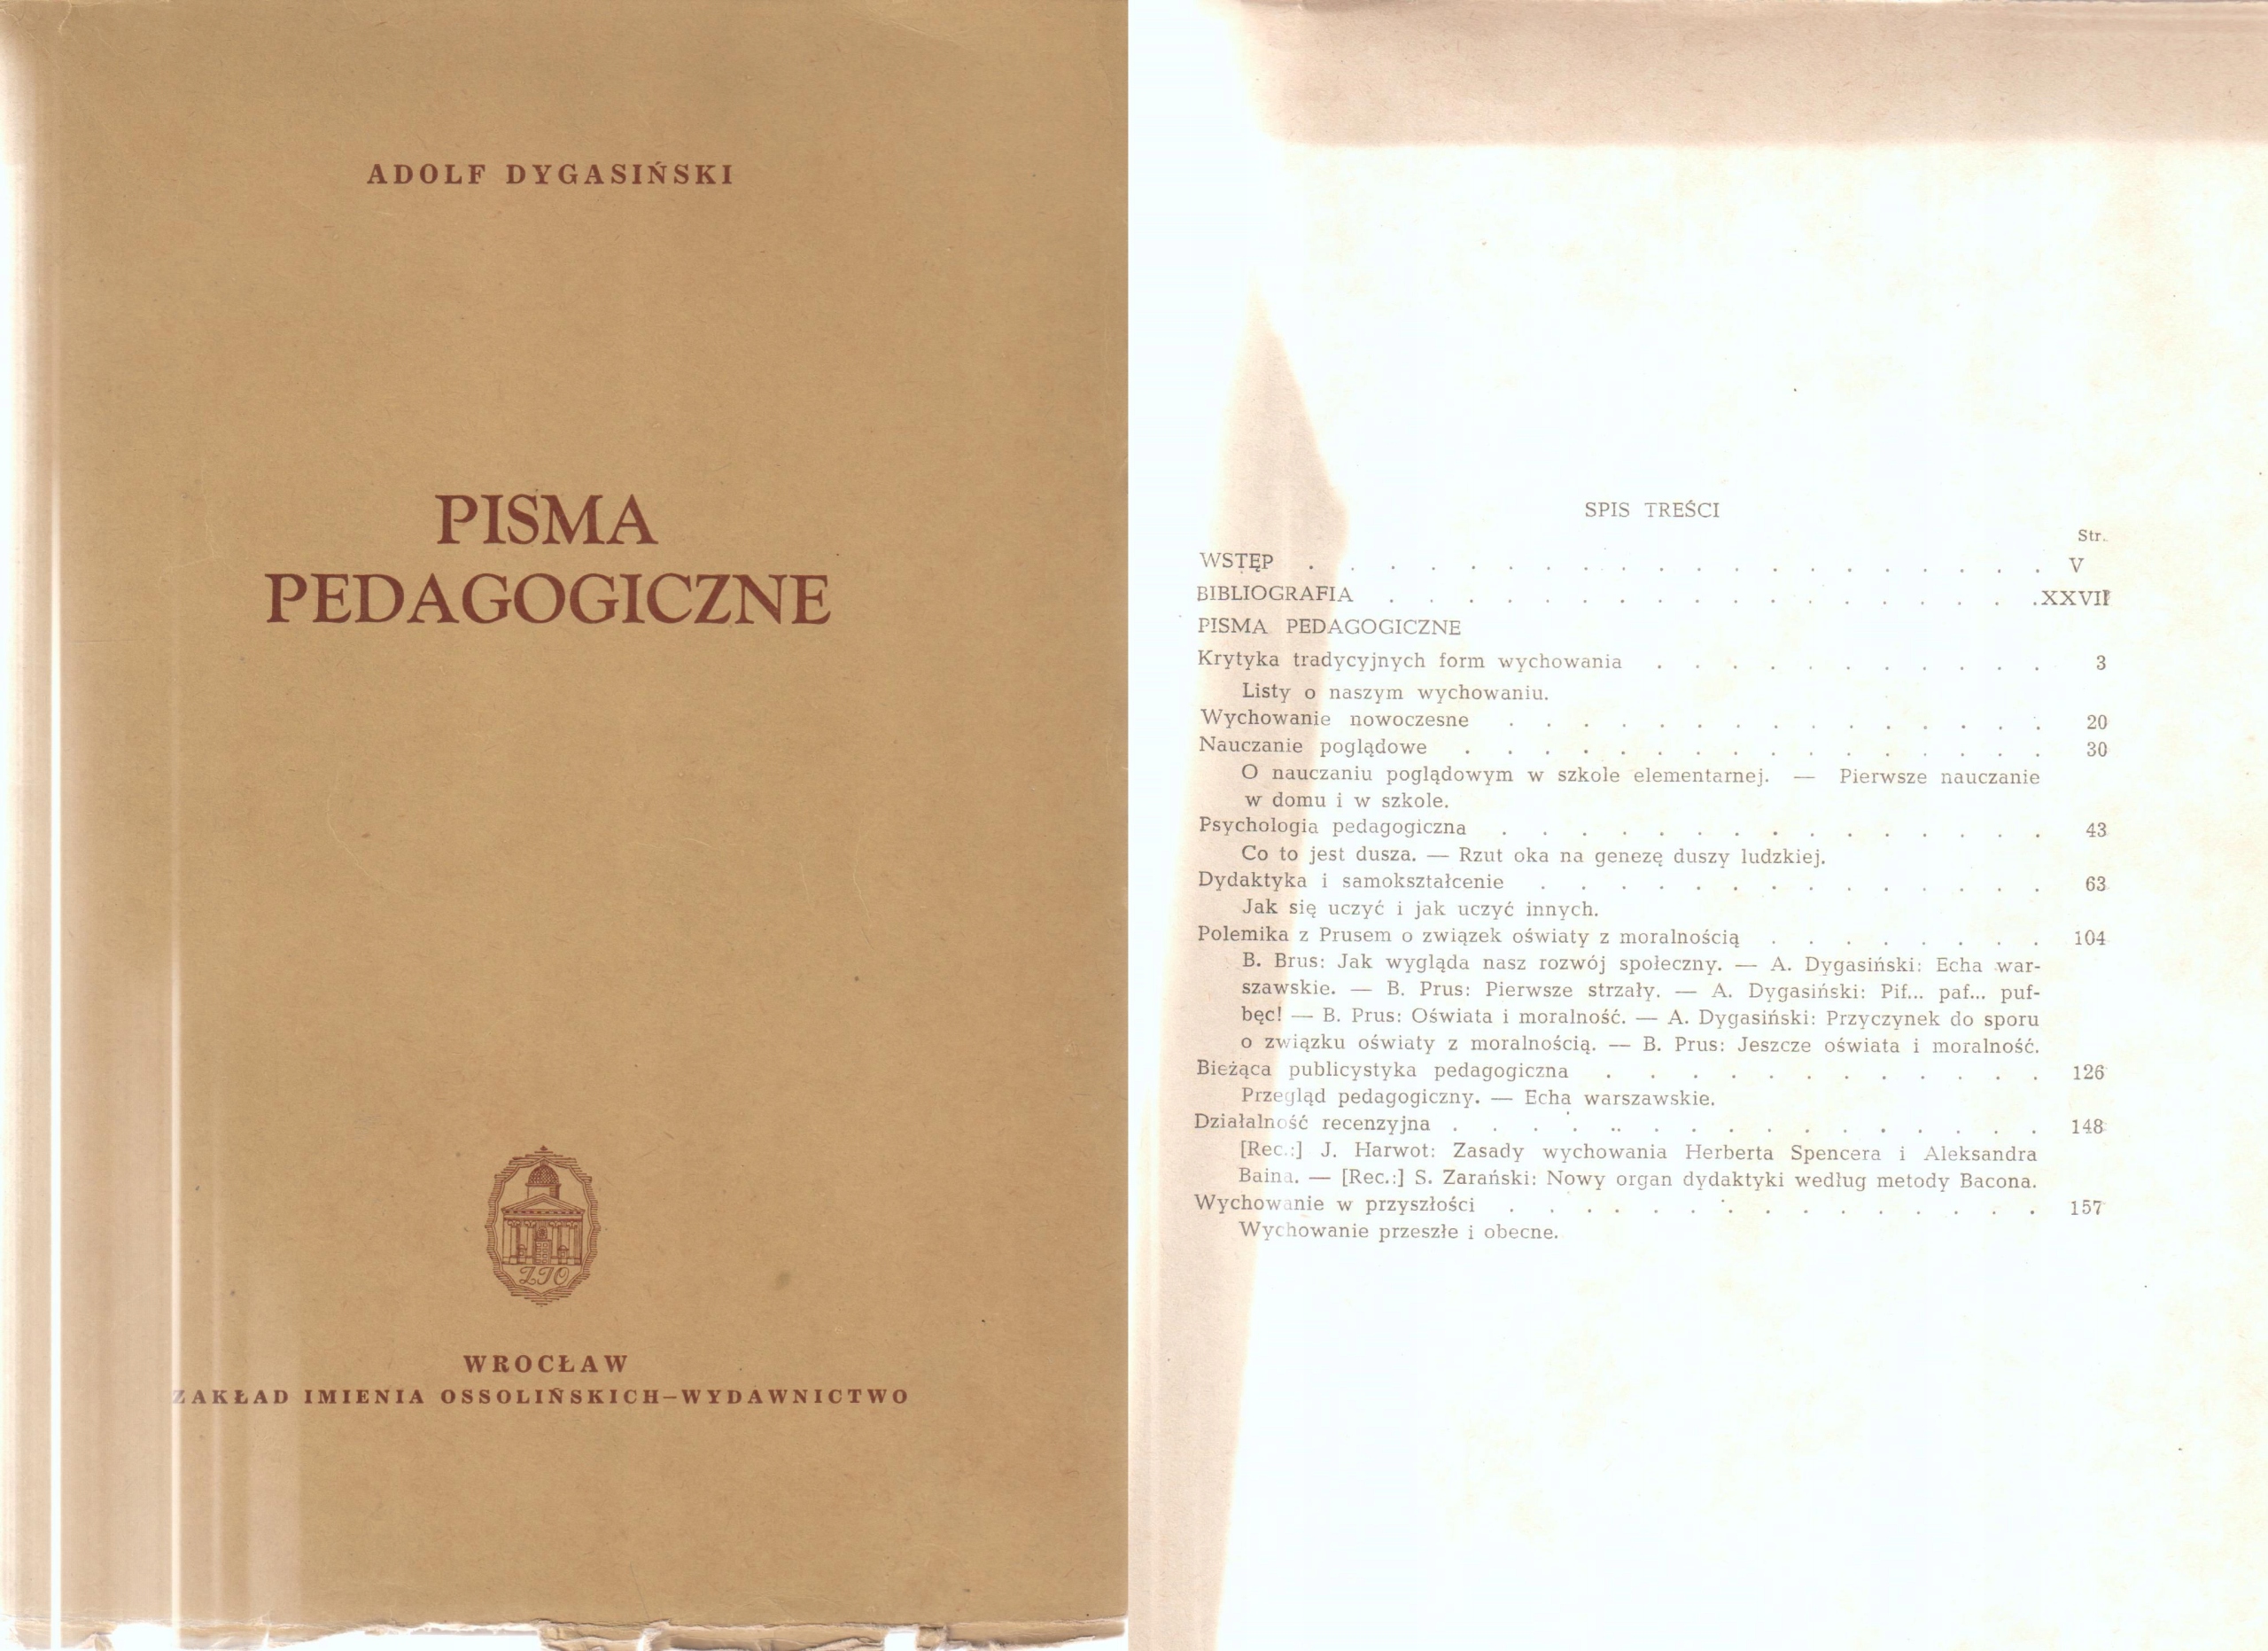 ADOLF DYGASIŃSKI
PISMA
PEDAGOGICZNE
ZIO
WROCŁAW
ZAKŁAD IMIENIA OSSOLIŃSKICH—WYDAWNICTWO
SPIS TREŚCI
Str.
WSTĘP . . . . . . . . . . . . . . . . . . . . V
BIBLIOGRAFIA . . . . . . . . . . . . . . . . . . XXVII
PISMA PEDAGOGICZNE
Krytyka tradycyjnych form wychowania . . . . . . . . . . . 3
Listy o naszym wychowaniu.
Wychowanie nowoczesne . . . . . . . . . . . . . . . 20
Nauczanie poglądowe . . . . . . . . . . . . . . . . 30
O nauczaniu poglądowym w szkole elementarnej. — Pierwsze nauczanie
w domu i w szkole.
Psychologia pedagogiczna . . . . . . . . . . . . . . . 43
Co to jest dusza. — Rzut oka na genezę duszy ludzkiej.
Dydaktyka i samokształcenie . . . . . . . . . . . . . . 63
Jak się uczyć i jak uczyć innych.
Polemika z Prusem o związek oświaty z moralnością . . . . . . . . 104
B. Brus: Jak wygląda nasz rozwój społeczny. — A. Dygasiński: Echa war-
szawskie. — B. Prus: Pierwsze strzały. — A. Dygasiński: Pif... paf... puf-
bęc! — B. Prus: Oświata i moralność. — A. Dygasiński: Przyczynek do sporu
o związku oświaty z moralnością. — B. Prus: Jeszcze oświata i moralność.
Bieżąca publicystyka pedagogiczna . . . . . . . . . . . . 126
Przegląd pedagogiczny. — Echa warszawskie.
Działalność recenzyjna . . . . . . . . . . . . . . . . 148
[Rec.:] J. Harwot: Zasady wychowania Herberta Spencera i Aleksandra
Baina. — [Rec.:] S. Zarański: Nowy organ dydaktyki według metody Bacona.
Wychowanie w przyszłości . . . . . . . . . . . . . . . 157
Wychowanie przeszłe i obecne.